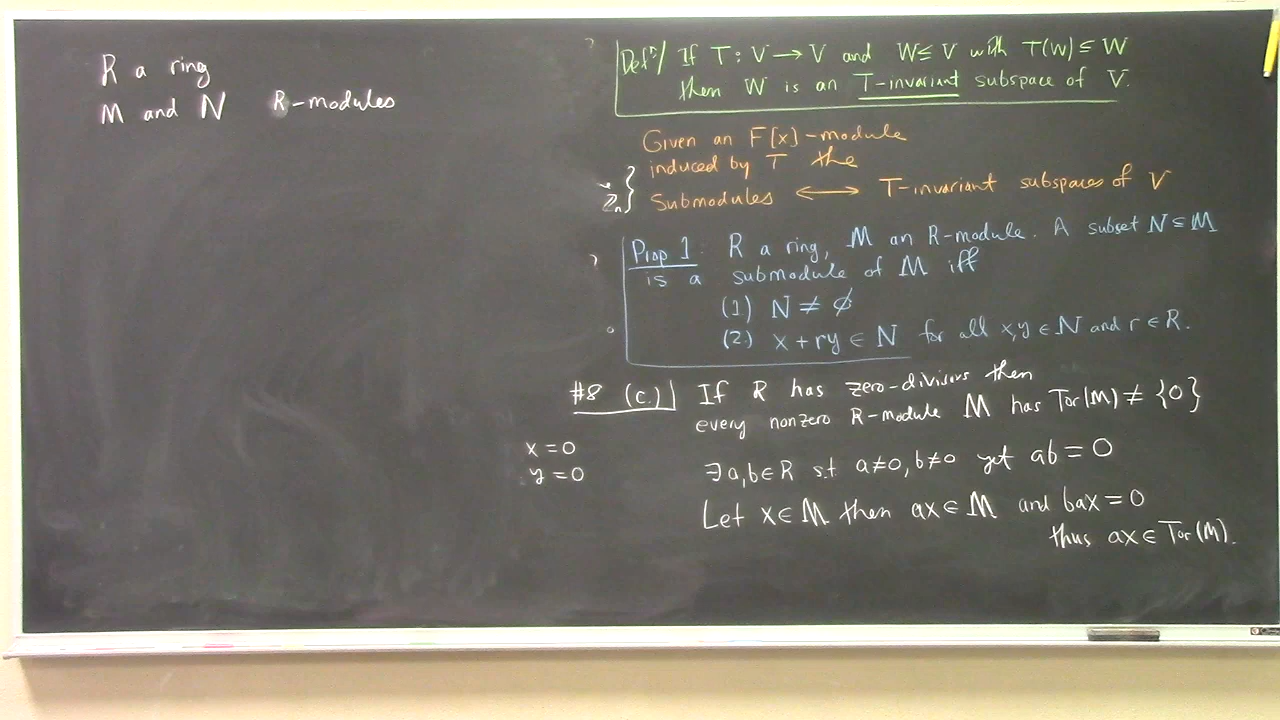 R a ring
M and N R-modules
Defⁿ/ If T: V → V and W ≤ V with T(W) ⊆ W
then W is an T-invariant subspace of V.
Given an F[x]-module
induced by T the
Submodules ⟷ T-invariant subspaces of V
Prop 1. R a ring, M an R-module. A subset N ⊆ M
is a submodule of M iff
(1) N ≠ ∅
(2) x + ry ∈ N for all x,y ∈ N and r ∈ R.
#8 (c.) If R has zero-divisors then
every nonzero R-module M has Tor(M) ≠ {0}
x = 0
y = 0
∃ a,b ∈ R s.t a≠0, b≠0 yet ab = 0
Let x ∈ M then ax ∈ M and bax = 0
thus ax ∈ Tor(M).